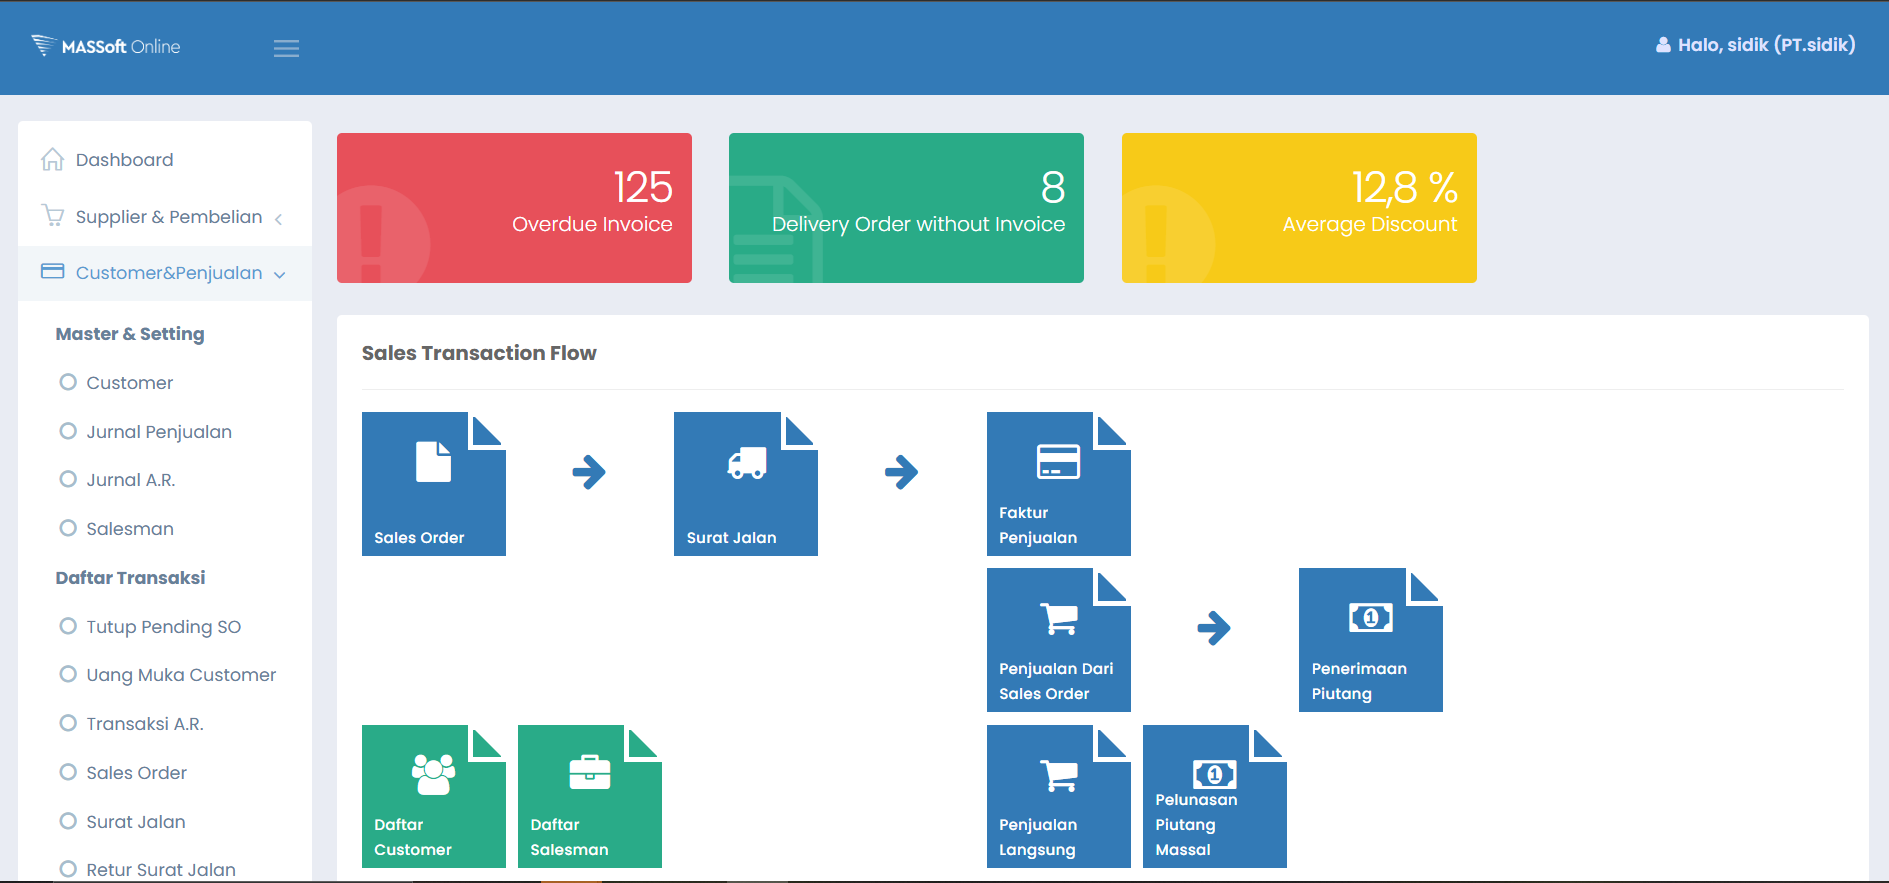 MASSoft Online
Halo, sidik (PT.sidik)
Dashboard
Supplier & Pembelian
Customer&Penjualan
Master & Setting
Customer
Jurnal Penjualan
Jurnal A.R.
Salesman
Daftar Transaksi
Tutup Pending SO
Uang Muka Customer
Transaksi A.R.
Sales Order
Surat Jalan
Retur Surat Jalan
125
Overdue Invoice
8
Delivery Order without Invoice
12,8 %
Average Discount
Sales Transaction Flow
Sales Order
Surat Jalan
Faktur
Penjualan
Penjualan Dari
Sales Order
1
Penerimaan
Piutang
Daftar
Customer
Daftar
Salesman
Penjualan
Langsung
1
Pelunasan
Piutang
Massal